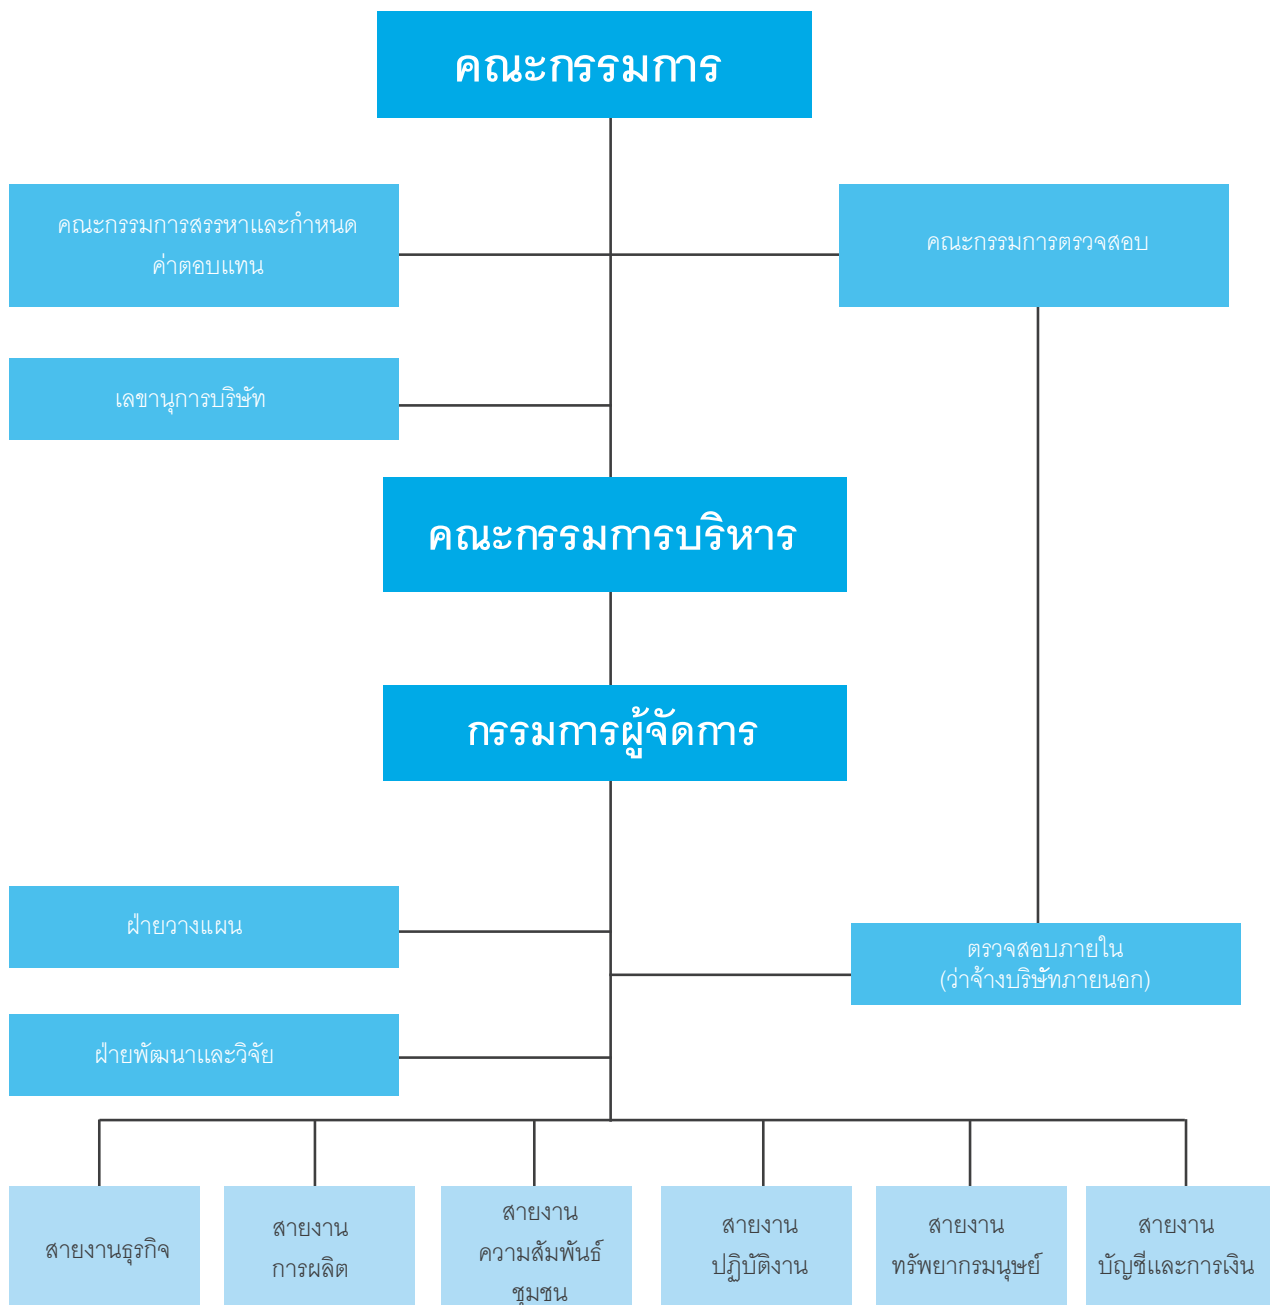 คณะกรรมการ
คณะกรรมการสรรหาและกำหนด
ค่าตอบแทน
คณะกรรมการตรวจสอบ
เลขานุการบริษัท
คณะกรรมการบริหาร
กรรมการผู้จัดการ
ฝ่ายวางแผน
ตรวจสอบภายใน
(ว่าจ้างบริษัทภายนอก)
ฝ่ายพัฒนาและวิจัย
สายงานธุรกิจ
สายงาน
การผลิต
สายงาน
ความสัมพันธ์
ชุมชน
สายงาน
ปฏิบัติงาน
สายงาน
ทรัพยากรมนุษย์
สายงาน
บัญชีและการเงิน